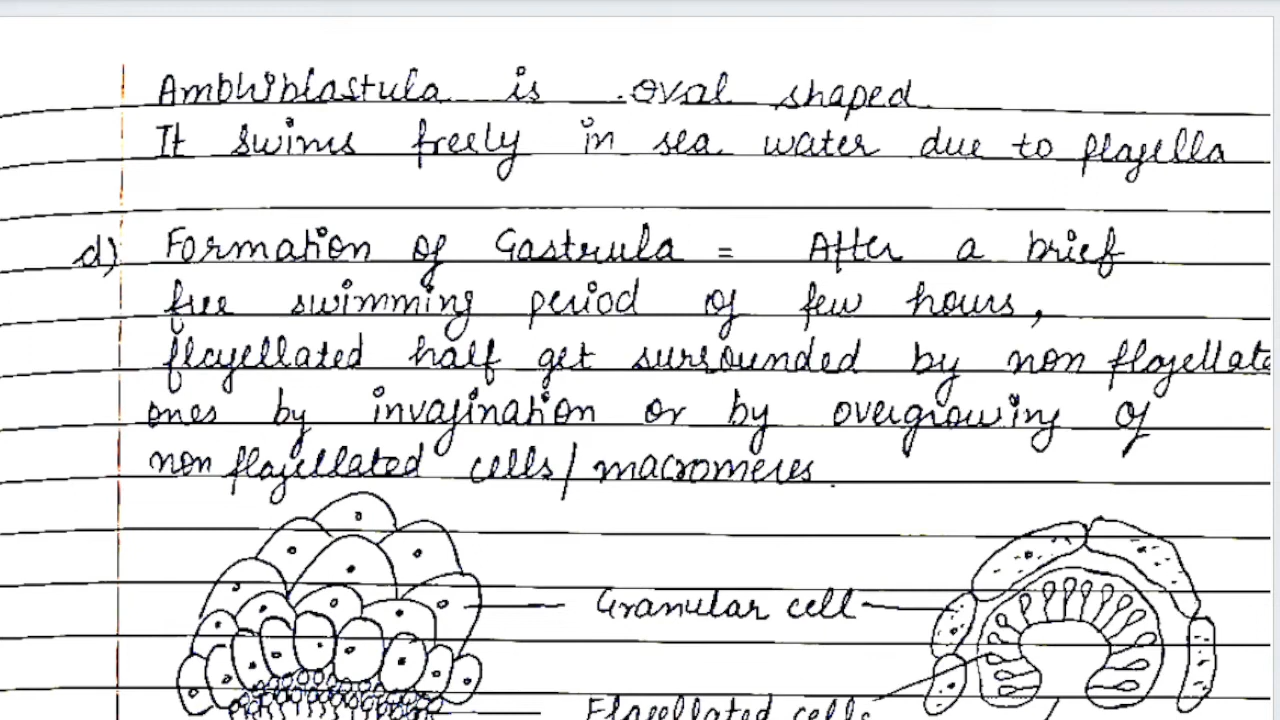 Amphiblastula is oval shaped.
It swims freely in sea water due to flagella
d) Formation of Gastrula = After a brief
free swimming period of few hours,
flagellated half get surrounded by non flagellate
ones by invagination or by overgrowing of
non flagellated cells/macromeres.
Granular cell
Flagellated cells